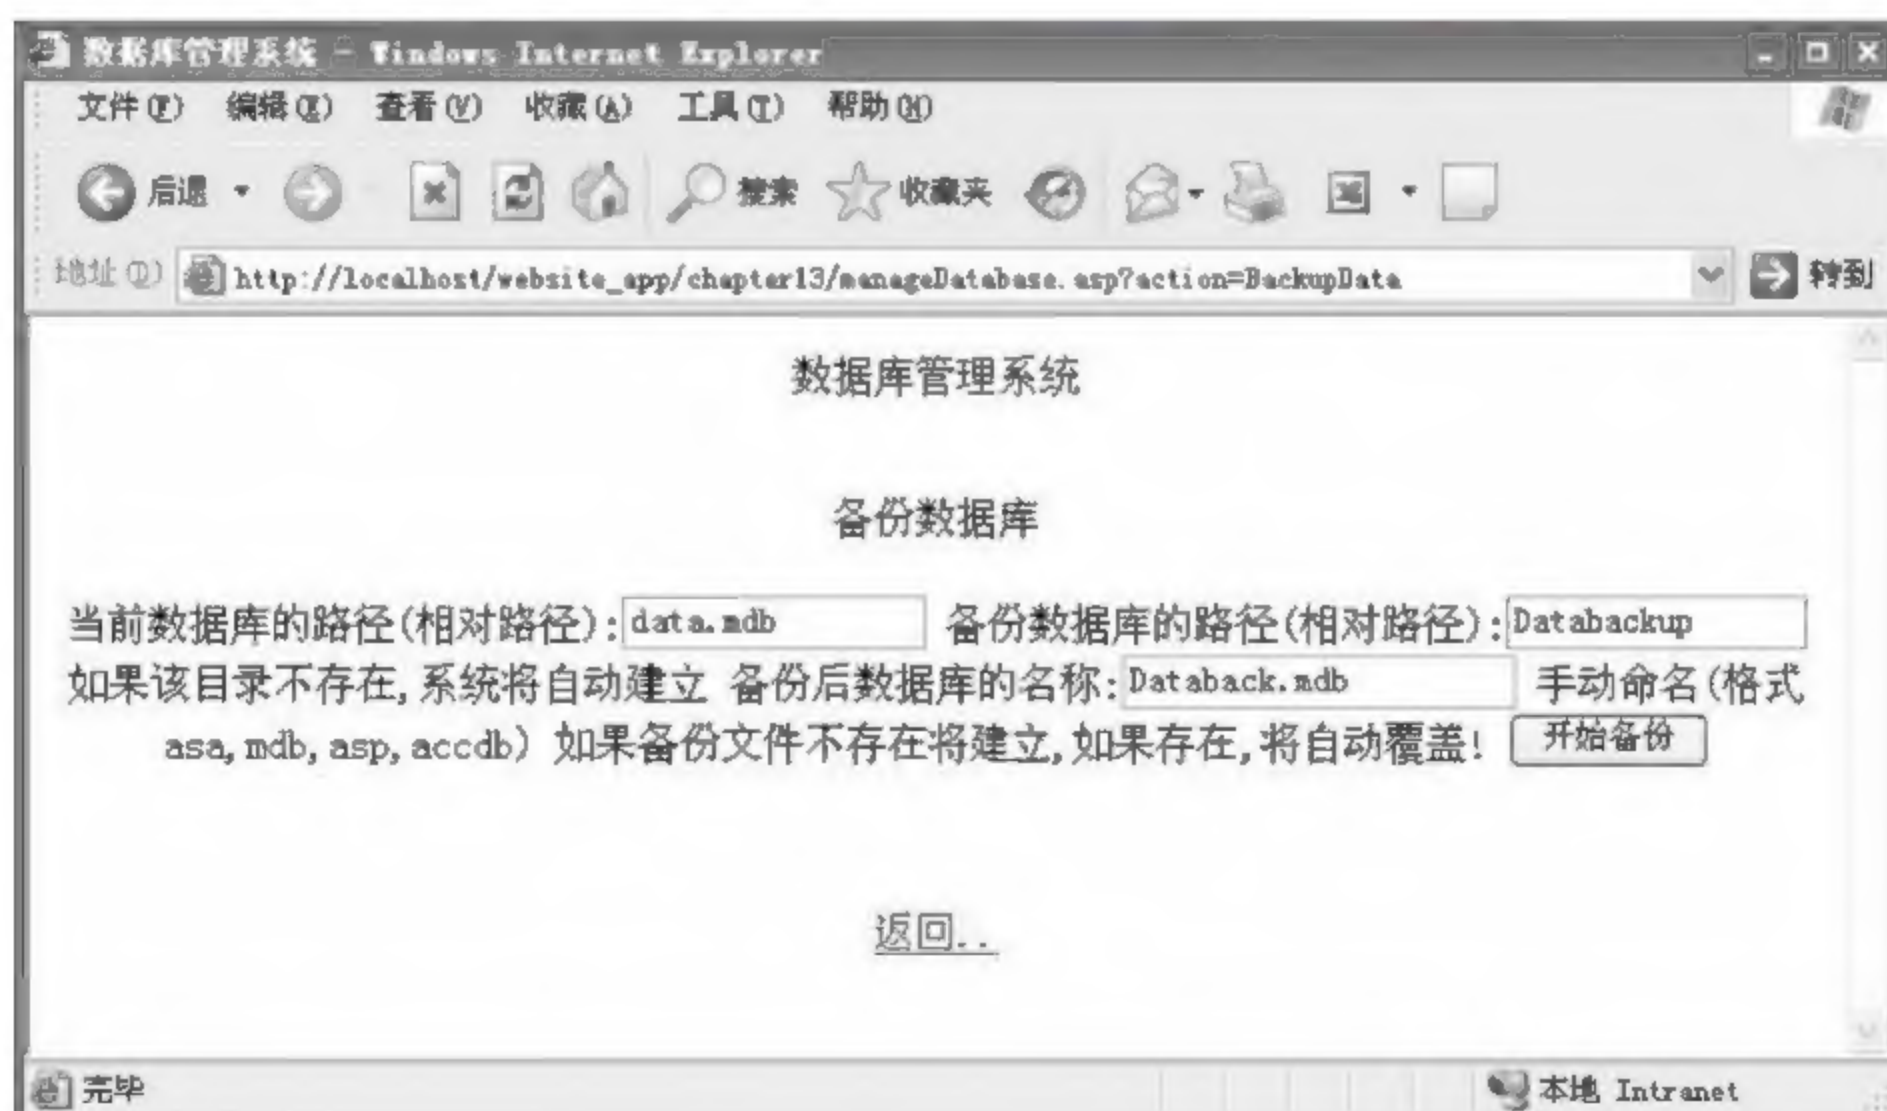 数据库管理系统 - Windows Internet Explorer
文件(F) 编辑(E) 查看(V) 收藏(A) 工具(T) 帮助(H)
后退 搜索 收藏夹
地址(D) http://localhost/website_app/chapter13/manageDatabase.asp?action=BackupData 转到
数据库管理系统
备份数据库
当前数据库的路径(相对路径):data.mdb 备份数据库的路径(相对路径):Databackup
如果该目录不存在,系统将自动建立 备份后数据库的名称:Databack.mdb 手动命名(格式
asa,mdb,asp,accdb) 如果备份文件不存在将建立,如果存在,将自动覆盖! 开始备份
返回..
完毕 本地 Intranet